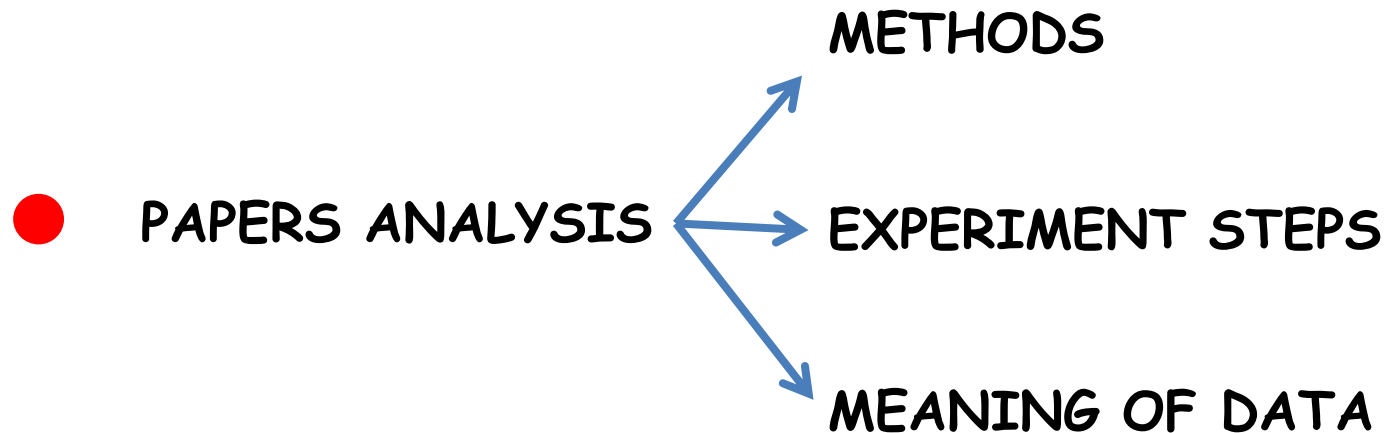 METHODS
PAPERS ANALYSIS
EXPERIMENT STEPS
MEANING OF DATA